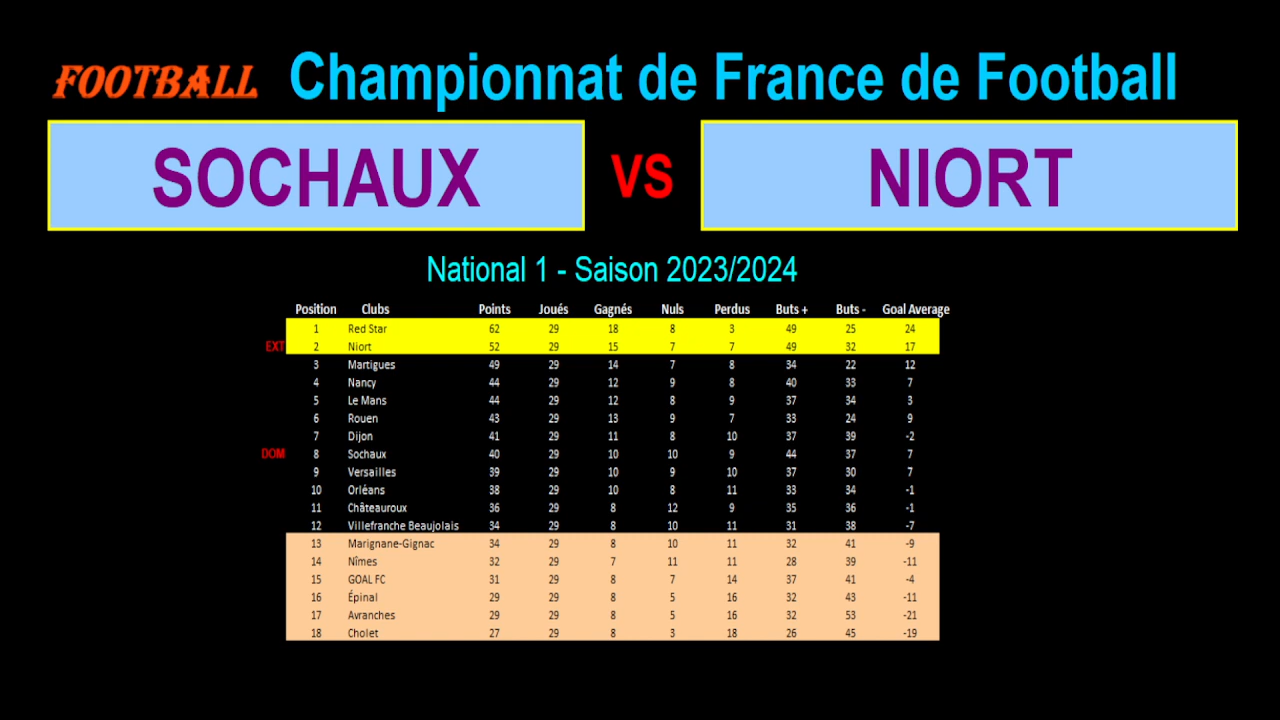 FOOTBALL Championnat de France de Football
SOCHAUX VS NIORT
National 1 - Saison 2023/2024
Position Clubs Points Joués Gagnés Nuls Perdus Buts + Buts - Goal Average
1 Red Star 62 29 18 8 3 49 25 24
EXT 2 Niort 52 29 15 7 7 49 32 17
3 Martigues 49 29 14 7 8 34 22 12
4 Nancy 44 29 12 9 8 40 33 7
5 Le Mans 44 29 12 8 9 37 34 3
6 Rouen 43 29 13 9 7 33 24 9
7 Dijon 41 29 11 8 10 37 39 -2
DOM 8 Sochaux 40 29 10 10 9 44 37 7
9 Versailles 39 29 10 9 10 37 30 7
10 Orléans 38 29 10 8 11 33 34 -1
11 Châteauroux 36 29 8 12 9 35 36 -1
12 Villefranche Beaujolais 34 29 8 10 11 31 38 -7
13 Marignane-Gignac 34 29 8 10 11 32 41 -9
14 Nîmes 32 29 7 11 11 28 39 -11
15 GOAL FC 31 29 8 7 14 37 41 -4
16 Épinal 29 29 8 5 16 32 43 -11
17 Avranches 29 29 8 5 16 32 53 -21
18 Cholet 27 29 8 3 18 26 45 -19